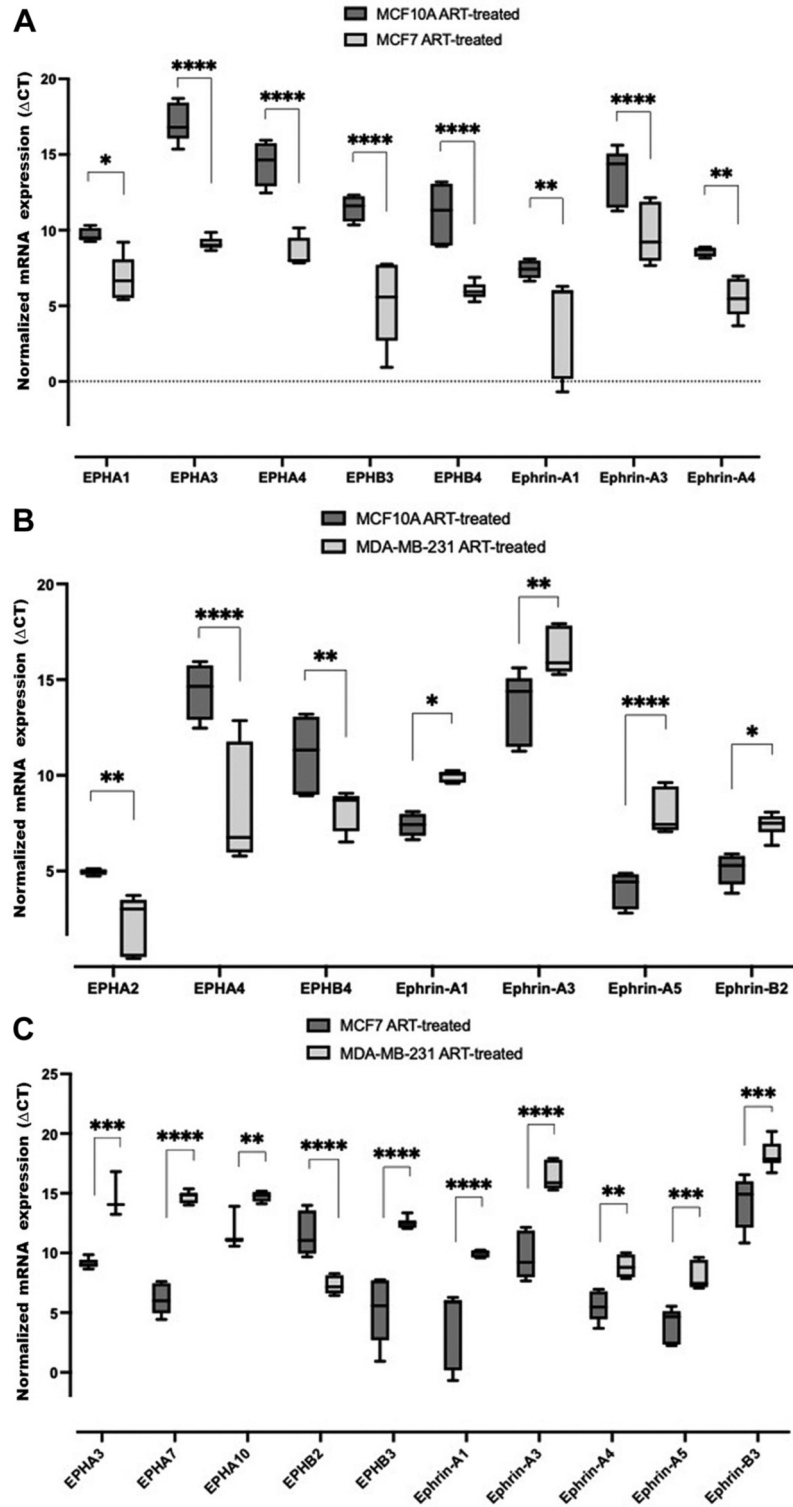 A
MCF10A ART-treated
MCF7 ART-treated
Normalized mRNA expression (ΔCT)
20
15
10
5
0
* **** **** **** **** ** **** **
EPHA1 EPHA3 EPHA4 EPHB3 EPHB4 Ephrin-A1 Ephrin-A3 Ephrin-A4
B
MCF10A ART-treated
MDA-MB-231 ART-treated
Normalized mRNA expression (ΔCT)
20
15
10
5
** **** ** * ** **** *
EPHA2 EPHA4 EPHB4 Ephrin-A1 Ephrin-A3 Ephrin-A5 Ephrin-B2
C
MCF7 ART-treated
MDA-MB-231 ART-treated
Normalized mRNA expression (ΔCT)
25
20
15
10
5
0
*** **** ** **** **** **** **** ** *** ***
EPHA3 EPHA7 EPHA10 EPHB2 EPHB3 Ephrin-A1 Ephrin-A3 Ephrin-A4 Ephrin-A5 Ephrin-B3